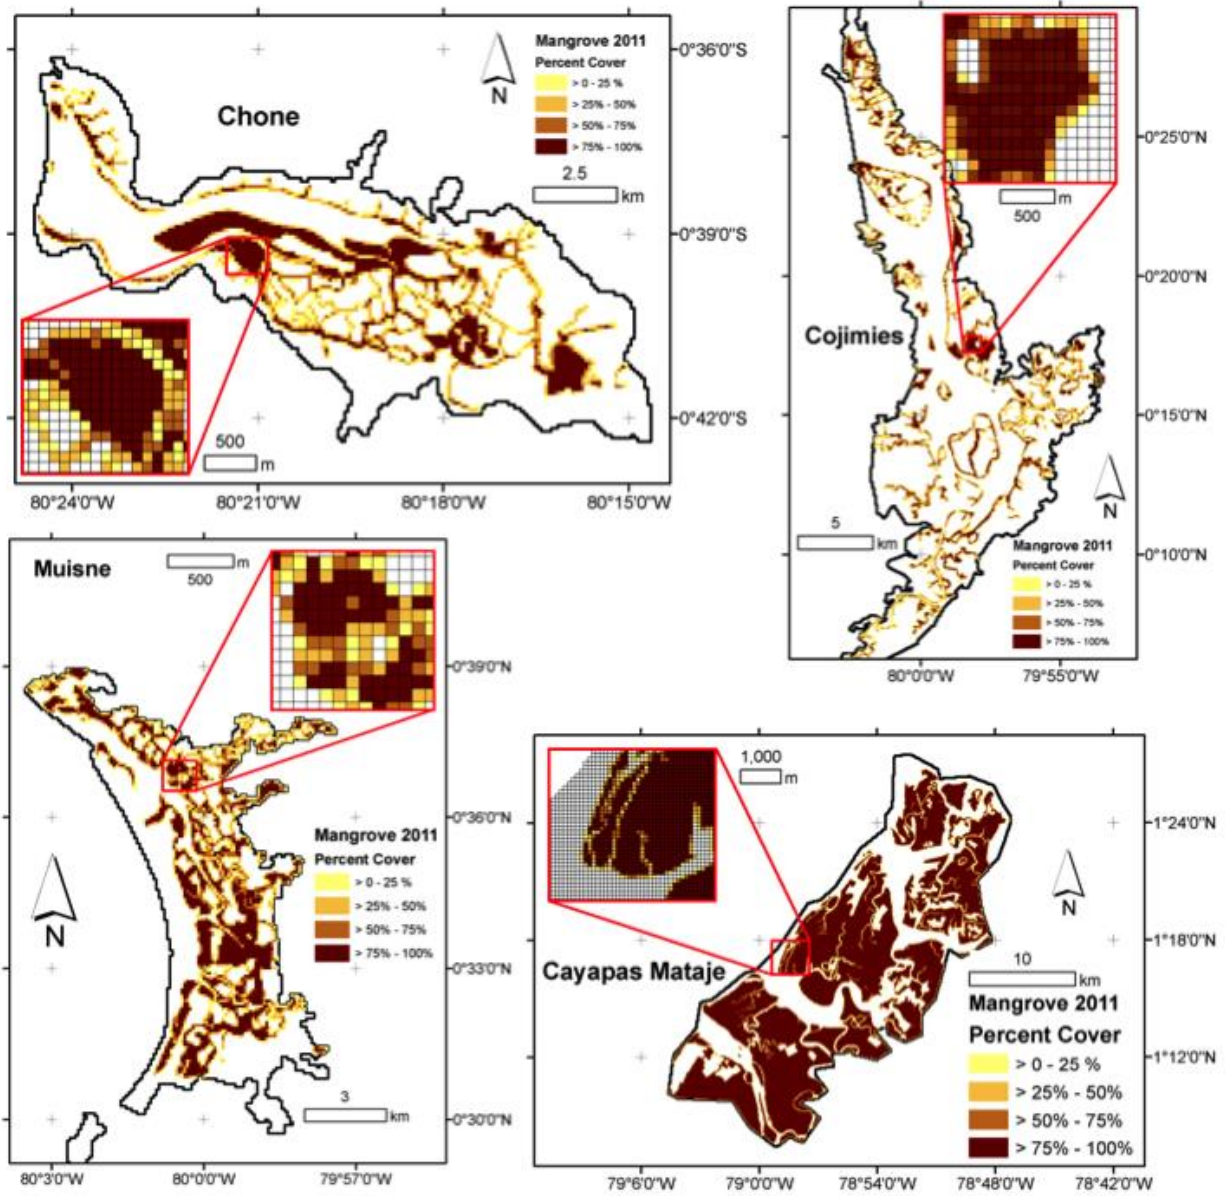 Chone
N
Mangrove 2011
Percent Cover
> 0 - 25 %
> 25% - 50%
> 50% - 75%
> 75% - 100%
2.5
km
500
m
0°36'0"S
0°39'0"S
0°42'0"S
80°24'0"W
80°21'0"W
80°18'0"W
80°15'0"W
Cojimies
500
m
0°25'0"N
0°20'0"N
0°15'0"N
0°10'0"N
N
5
km
Mangrove 2011
Percent Cover
> 0 - 25 %
> 25% - 50%
> 50% - 75%
> 75% - 100%
80°0'0"W
79°55'0"W
Muisne
500
m
0°39'0"N
0°36'0"N
0°33'0"N
0°30'0"N
N
Mangrove 2011
Percent Cover
> 0 - 25 %
> 25% - 50%
> 50% - 75%
> 75% - 100%
3
km
80°3'0"W
80°0'0"W
79°57'0"W
1,000
m
Cayapas Mataje
N
1°24'0"N
1°18'0"N
1°12'0"N
10
km
Mangrove 2011
Percent Cover
> 0 - 25 %
> 25% - 50%
> 50% - 75%
> 75% - 100%
79°6'0"W
79°0'0"W
78°54'0"W
78°48'0"W
78°42'0"W